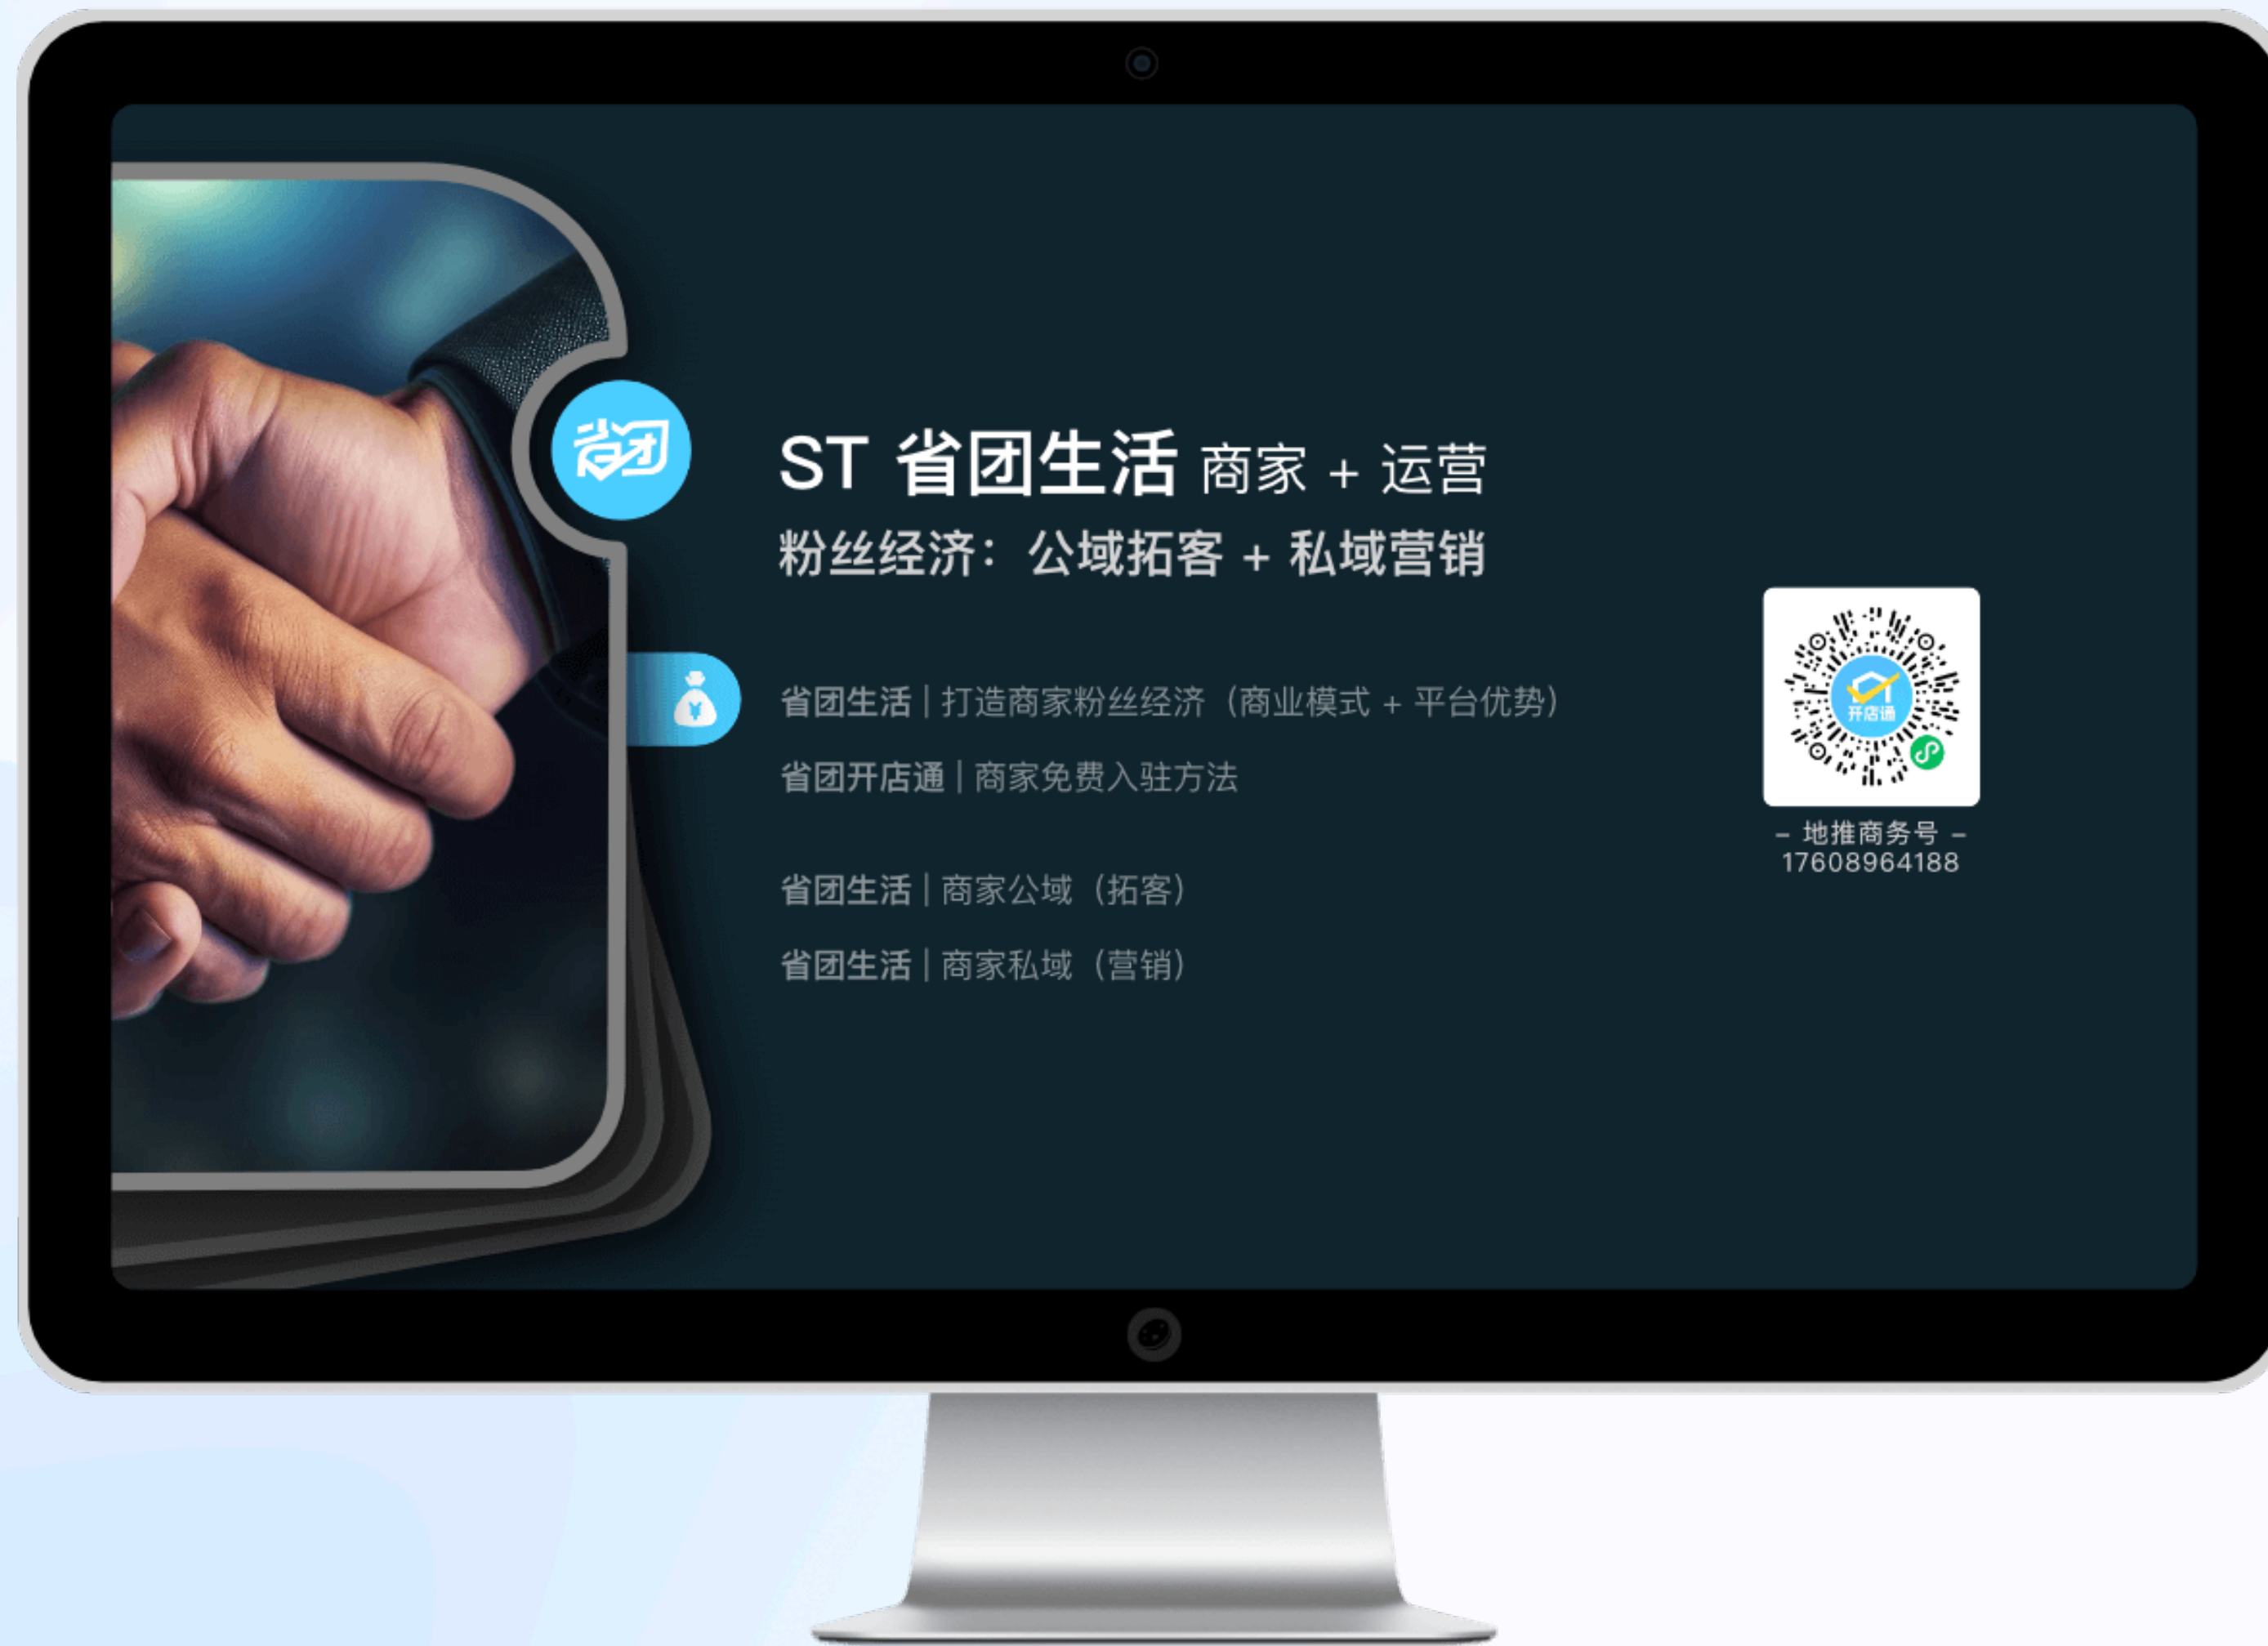 省团
ST 省团生活 商家 + 运营
粉丝经济：公域拓客 + 私域营销
省团生活 | 打造商家粉丝经济（商业模式 + 平台优势）
省团开店通 | 商家免费入驻方法
省团生活 | 商家公域（拓客）
省团生活 | 商家私域（营销）
开店通
– 地推商务号 –
17608964188